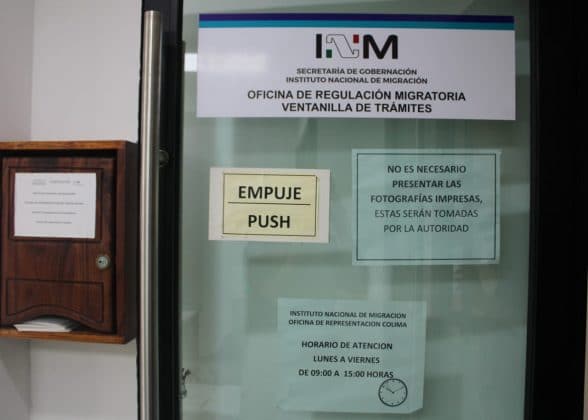 INM
SECRETARÍA DE GOBERNACIÓN
INSTITUTO NACIONAL DE MIGRACIÓN
OFICINA DE REGULACIÓN MIGRATORIA
VENTANILLA DE TRÁMITES
EMPUJE
PUSH
NO ES NECESARIO
PRESENTAR LAS
FOTOGRAFÍAS IMPRESAS,
ESTAS SERÁN TOMADAS
POR LA AUTORIDAD
INSTITUTO NACIONAL DE MIGRACIÓN
OFICINA DE REPRESENTACION COLIMA
HORARIO DE ATENCION
LUNES A VIERNES
DE 09:00 A 15:00 HORAS